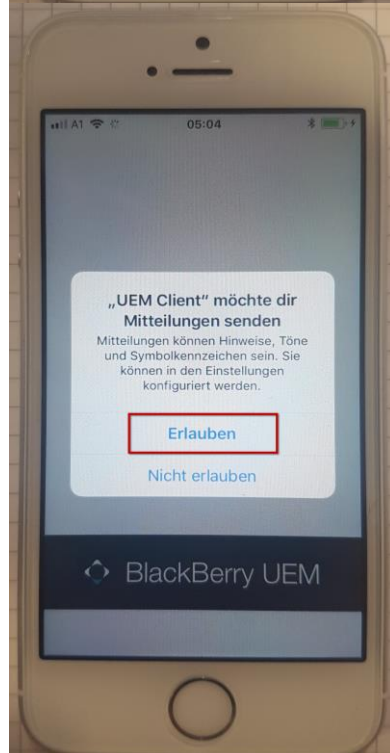 A1
05:04
„UEM Client“ möchte dir
Mitteilungen senden
Mitteilungen können Hinweise, Töne
und Symbolkennzeichen sein. Sie
können in den Einstellungen
konfiguriert werden.
Erlauben
Nicht erlauben
BlackBerry UEM